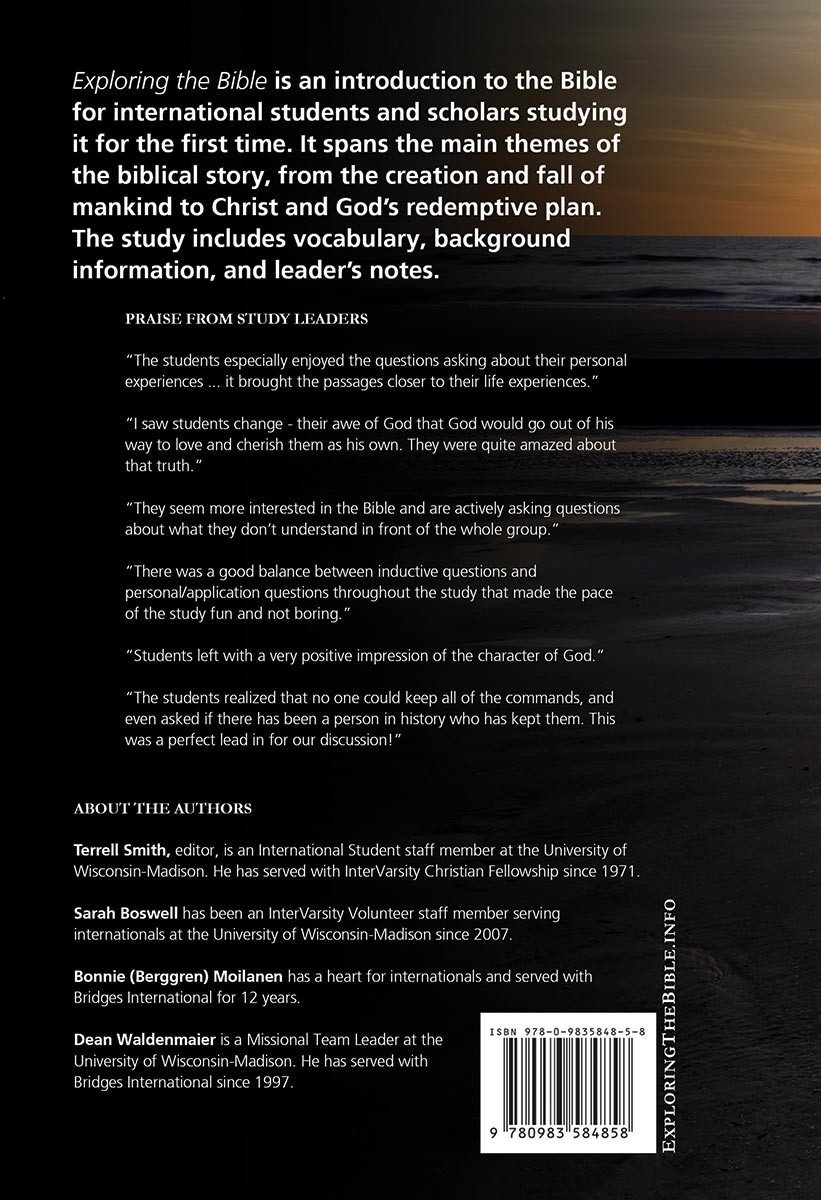 Exploring the Bible is an introduction to the Bible
for international students and scholars studying
it for the first time. It spans the main themes of
the biblical story, from the creation and fall of
mankind to Christ and God’s redemptive plan.
The study includes vocabulary, background
information, and leader’s notes.
PRAISE FROM STUDY LEADERS
“The students especially enjoyed the questions asking about their personal
experiences ... it brought the passages closer to their life experiences.”
“I saw students change - their awe of God that God would go out of his
way to love and cherish them as his own. They were quite amazed about
that truth.”
“They seem more interested in the Bible and are actively asking questions
about what they don’t understand in front of the whole group.”
“There was a good balance between inductive questions and
personal/application questions throughout the study that made the pace
of the study fun and not boring.”
“Students left with a very positive impression of the character of God.”
“The students realized that no one could keep all of the commands, and
even asked if there has been a person in history who has kept them. This
was a perfect lead in for our discussion!”
ABOUT THE AUTHORS
Terrell Smith, editor, is an International Student staff member at the University of
Wisconsin-Madison. He has served with InterVarsity Christian Fellowship since 1971.
Sarah Boswell has been an InterVarsity Volunteer staff member serving
internationals at the University of Wisconsin-Madison since 2007.
Bonnie (Berggren) Moilanen has a heart for internationals and served with
Bridges International for 12 years.
Dean Waldenmaier is a Missional Team Leader at the
University of Wisconsin-Madison. He has served with
Bridges International since 1997.
ISBN 978-0-9835848-5-8
9 780983 584858
EXPLORINGTHEBIBLE.INFO